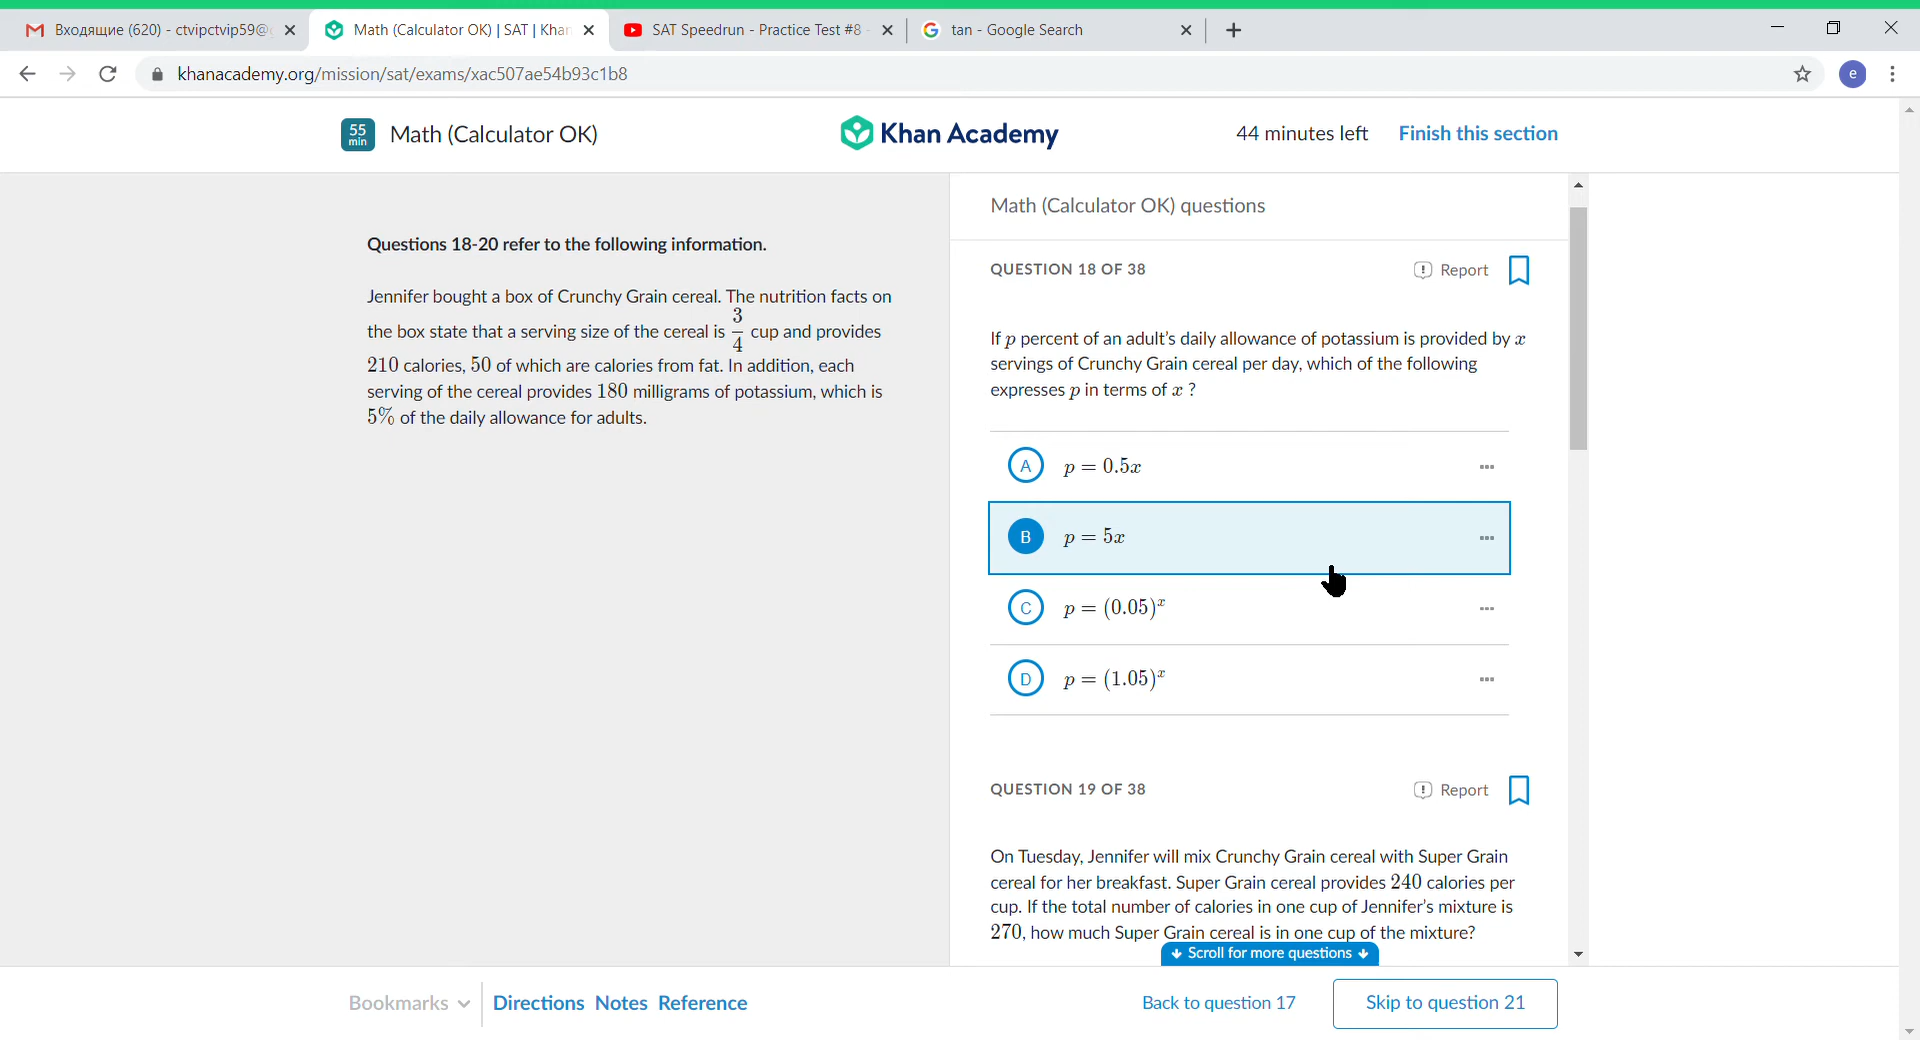 Входящие (620) - ctvipctvip59@
Math (Calculator OK) | SAT | Khan
SAT Speedrun - Practice Test #8
tan - Google Search
khanacademy.org/mission/sat/exams/xac507ae54b93c1b8
e
55 min
Math (Calculator OK)
Khan Academy
44 minutes left
Finish this section
Questions 18-20 refer to the following information.
Jennifer bought a box of Crunchy Grain cereal. The nutrition facts on
the box state that a serving size of the cereal is 3/4 cup and provides
210 calories, 50 of which are calories from fat. In addition, each
serving of the cereal provides 180 milligrams of potassium, which is
5% of the daily allowance for adults.
Math (Calculator OK) questions
QUESTION 18 OF 38
Report
If p percent of an adult's daily allowance of potassium is provided by x
servings of Crunchy Grain cereal per day, which of the following
expresses p in terms of x ?
A p = 0.5x
B p = 5x
C p = (0.05)^x
D p = (1.05)^x
QUESTION 19 OF 38
Report
On Tuesday, Jennifer will mix Crunchy Grain cereal with Super Grain
cereal for her breakfast. Super Grain cereal provides 240 calories per
cup. If the total number of calories in one cup of Jennifer's mixture is
270, how much Super Grain cereal is in one cup of the mixture?
Scroll for more questions
Bookmarks
Directions
Notes
Reference
Back to question 17
Skip to question 21